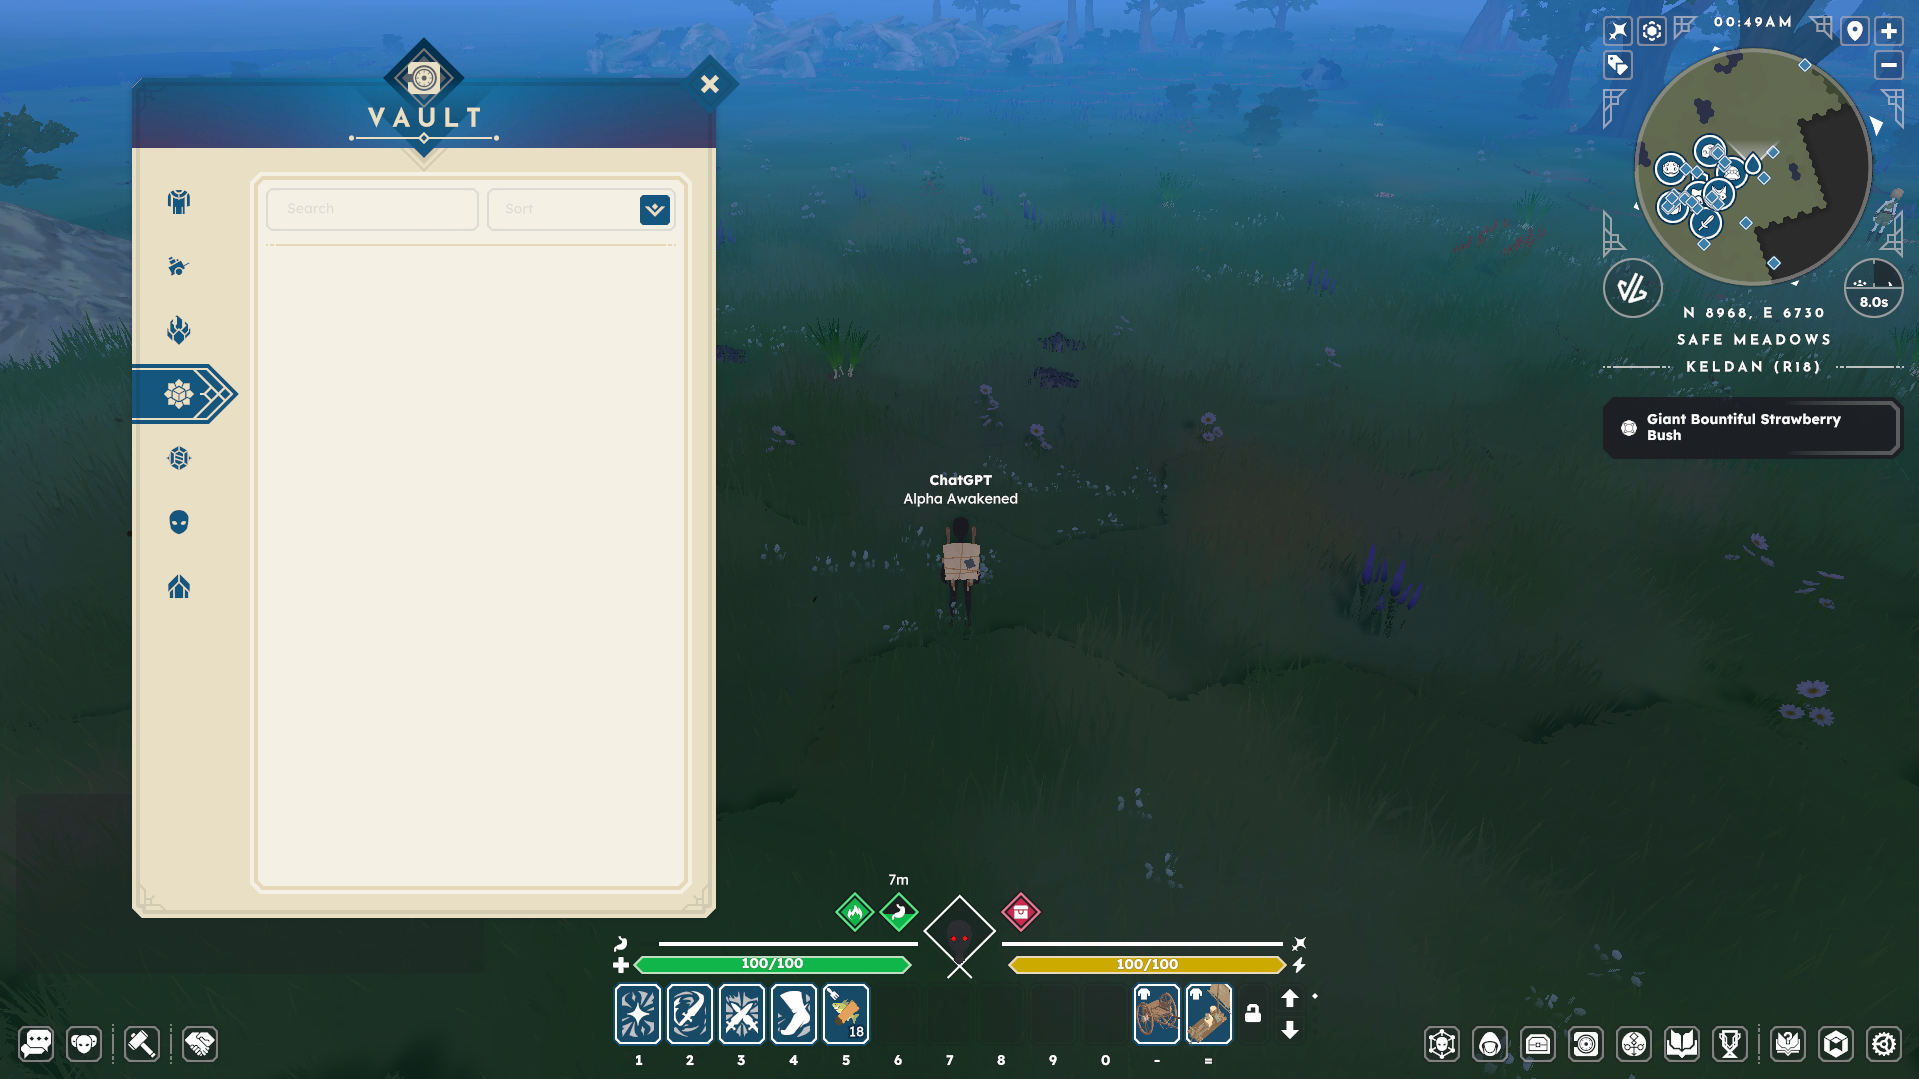 VAULT
Search
Sort
00:49AM
8.0s
N 8968, E 6730
SAFE MEADOWS
KELDAN (R18)
Giant Bountiful Strawberry
Bush
ChatGPT
Alpha Awakened
7m
100/100
100/100
18
1 2 3 4 5 6 7 8 9 0 - =